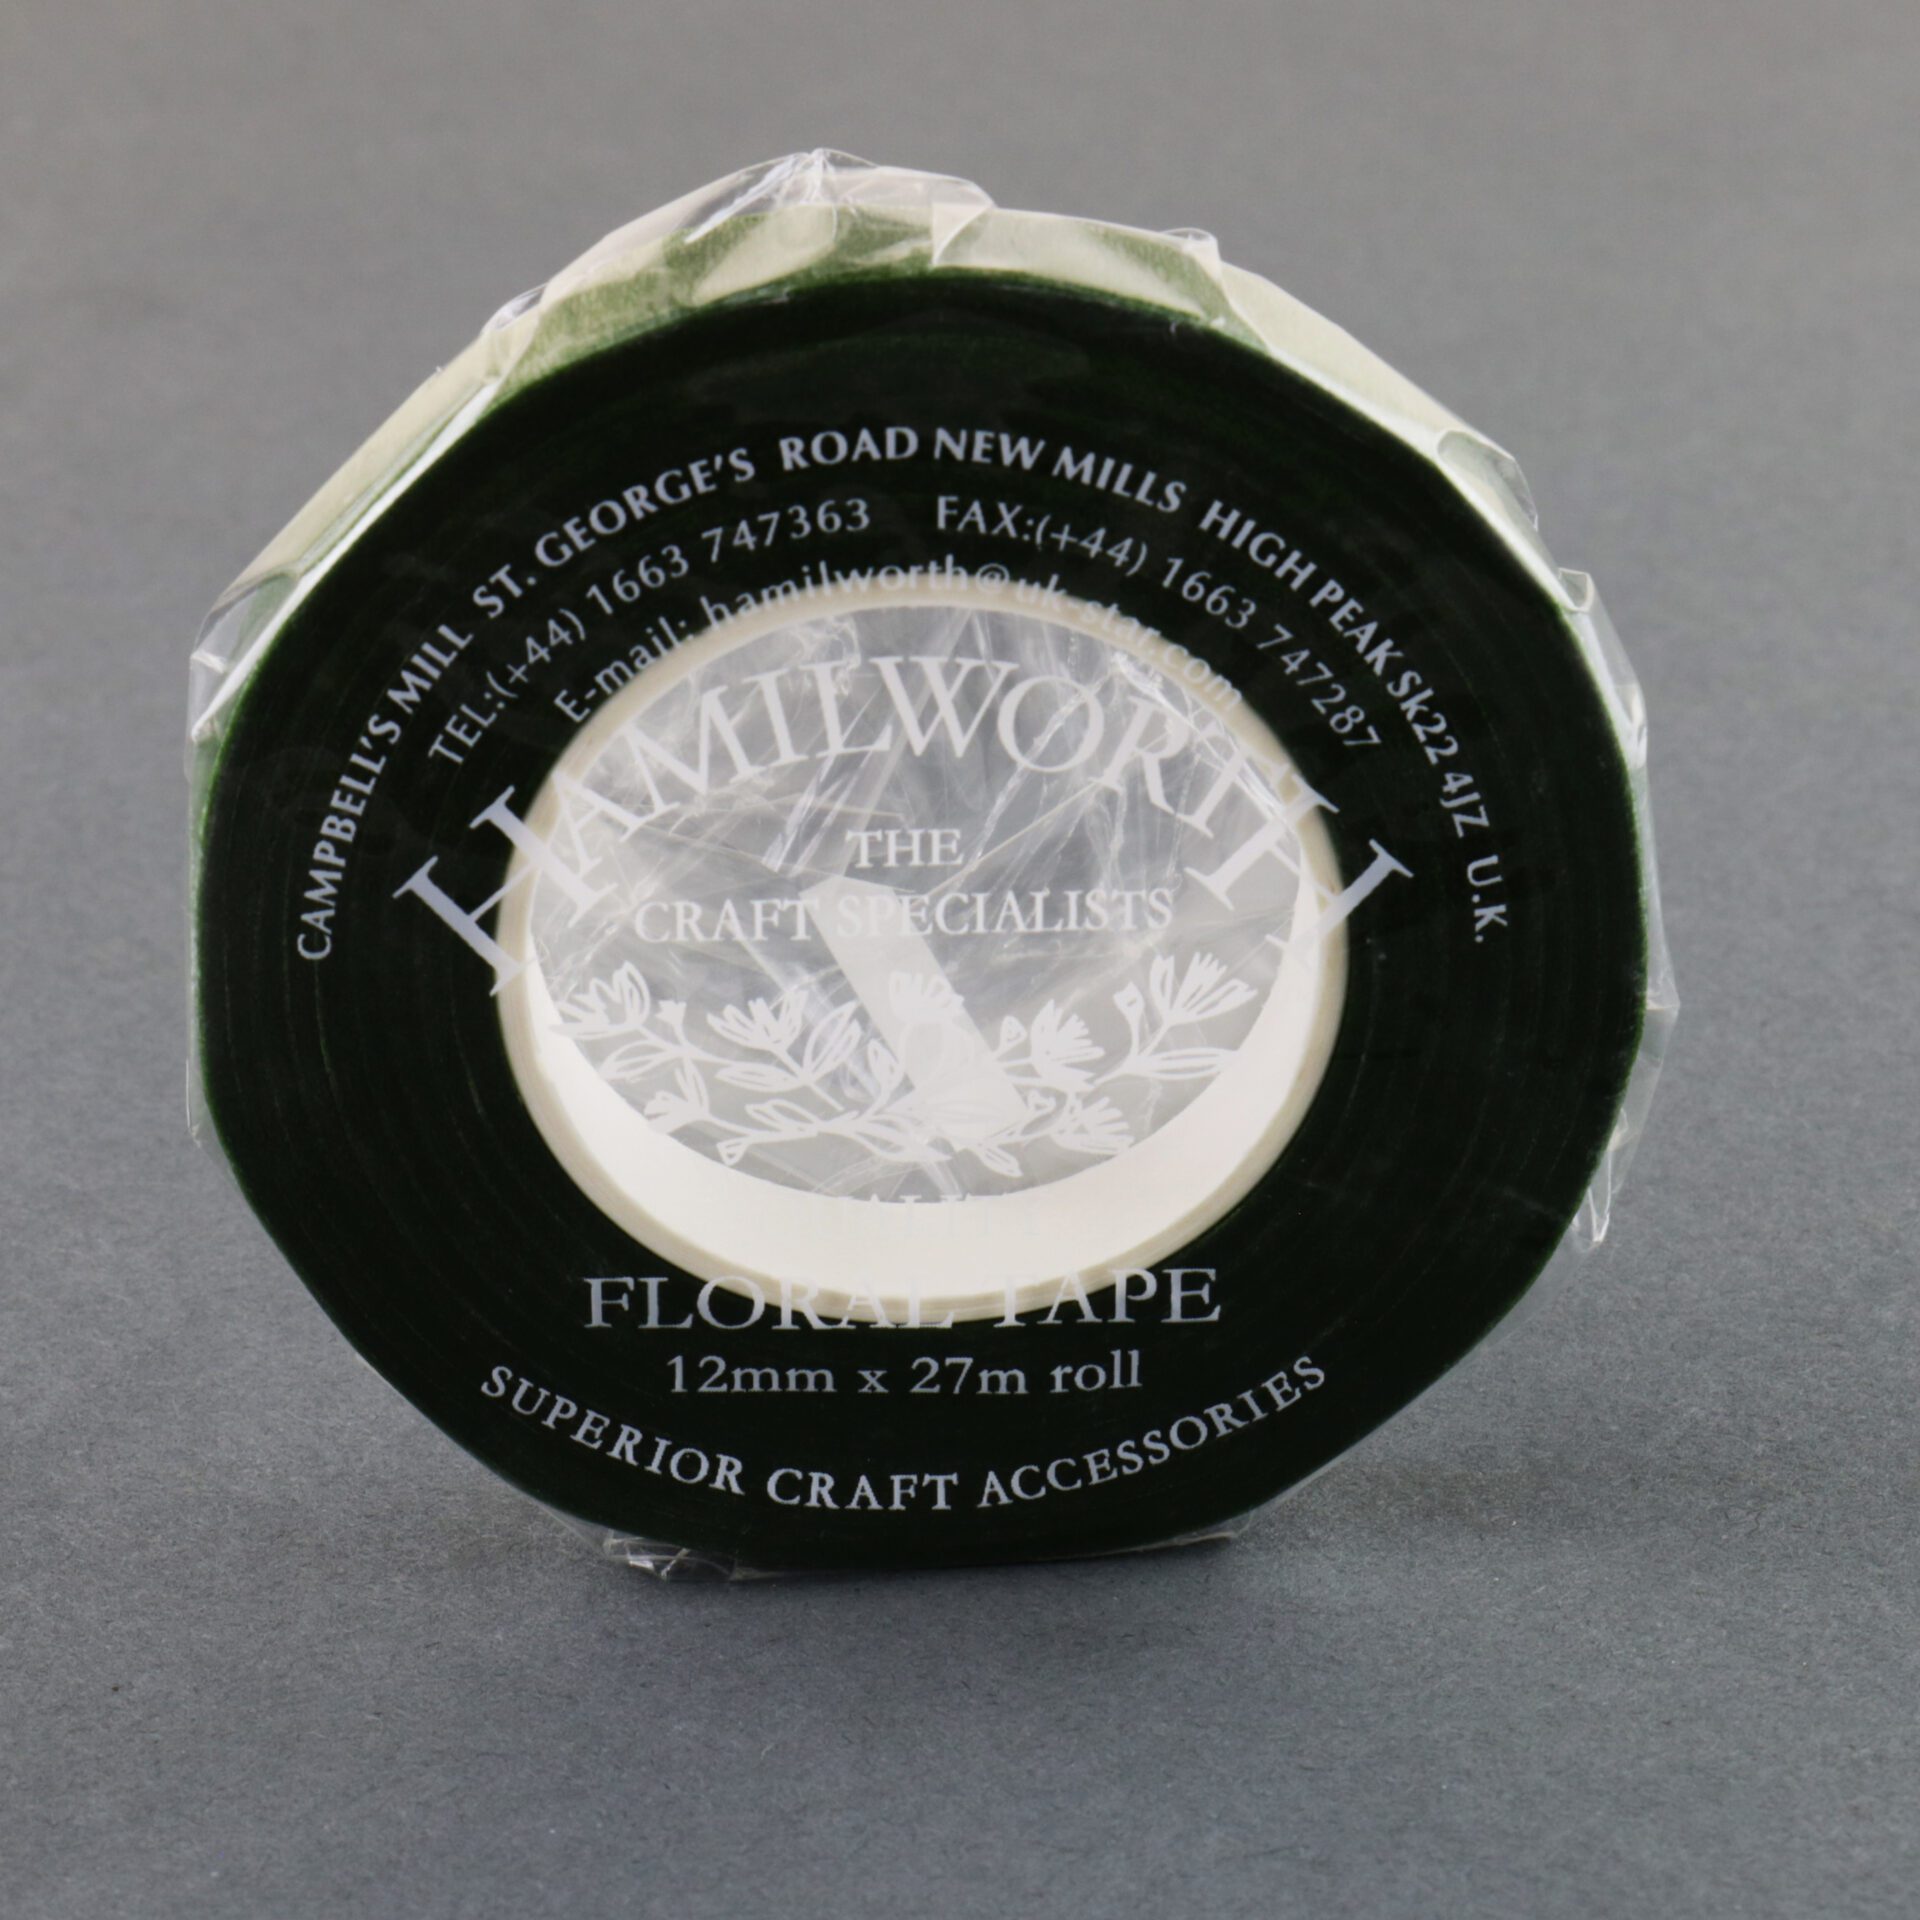 CAMPBELL'S MILL ST. GEORGE'S ROAD NEW MILLS HIGH PEAK Sk22 4JZ U.K.
TEL:(+44) 1663 747363 FAX:(+44) 1663 747287
E-mail: hamilworth@uk-star.com
HAMILWORTH
THE
CRAFT SPECIALISTS
FLORAL TAPE
12mm x 27m roll
SUPERIOR CRAFT ACCESSORIES